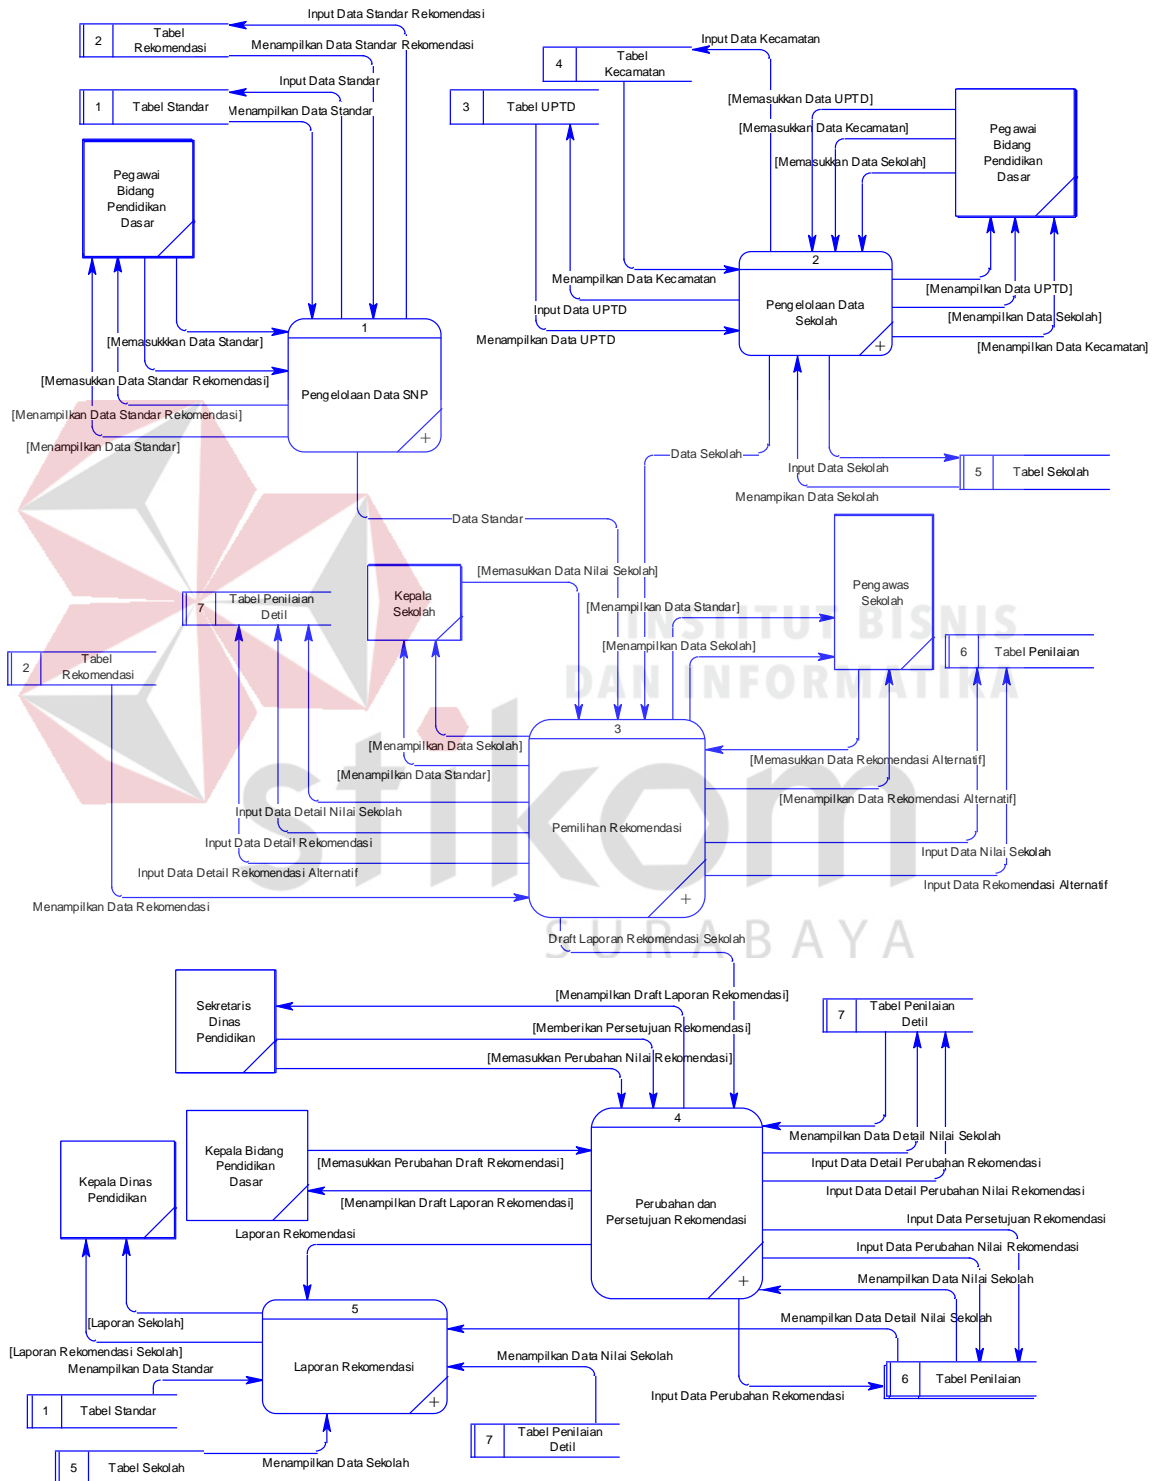 Input Data Standar Rekomendasi
2
Tabel
Rekomendasi
Menampilkan Data Standar Rekomendasi
Input Data Standar
1
Tabel Standar
Menampilkan Data Standar
Pegawai
Bidang
Pendidikan
Dasar
[Memasukkkan Data Standar]
[Memasukkan Data Standar Rekomendasi]
[Menampilkan Data Standar Rekomendasi]
[Menampilkan Data Standar]
1
Pengelolaan Data SNP
+
Input Data Kecamatan
4
Tabel
Kecamatan
3
Tabel UPTD
[Memasukkan Data UPTD]
[Memasukkan Data Kecamatan]
[Memasukkan Data Sekolah]
Pegawai
Bidang
Pendidikan
Dasar
2
Pengelolaan Data
Sekolah
+
Menampilkan Data Kecamatan
Input Data UPTD
Menampilkan Data UPTD
[Menampilkan Data UPTD]
[Menampilkan Data Sekolah]
[Menampilkan Data Kecamatan]
Data Sekolah
Input Data Sekolah
Menampikan Data Sekolah
5
Tabel Sekolah
Data Standar
[Memasukkan Data Nilai Sekolah]
Kepala
Sekolah
7
Tabel Penilaian
Detil
2
Tabel
Rekomendasi
[Menampilkan Data Standar]
[Menampilkan Data Sekolah]
Pengawas
Sekolah
INSTITUT BISNIS
DAN INFORMATIKA
6
Tabel Penilaian
3
Pemilihan Rekomendasi
+
[Menampilkan Data Sekolah]
[Menampilkan Data Standar]
Input Data Detail Nilai Sekolah
Input Data Detail Rekomendasi
Input Data Detail Rekomendasi Alternatif
Menampilkan Data Rekomendasi
[Memasukkan Data Rekomendasi Alternatif]
[Menampilkan Data Rekomendasi Alternatif]
Input Data Nilai Sekolah
Input Data Rekomendasi Alternatif
stikom
SURABAYA
Draft Laporan Rekomendasi Sekolah
Sekretaris
Dinas
Pendidikan
[Menampilkan Draft Laporan Rekomendasi]
[Memberikan Persetujuan Rekomendasi]
[Memasukkan Perubahan Nilai Rekomendasi]
7
Tabel Penilaian
Detil
4
Perubahan dan
Persetujuan Rekomendasi
+
Menampilkan Data Detail Nilai Sekolah
Input Data Detail Perubahan Rekomendasi
Input Data Detail Perubahan Nilai Rekomendasi
Kepala Bidang
Pendidikan
Dasar
[Memasukkan Perubahan Draft Rekomendasi]
[Menampilkan Draft Laporan Rekomendasi]
Kepala Dinas
Pendidikan
Laporan Rekomendasi
Input Data Persetujuan Rekomendasi
Input Data Perubahan Nilai Rekomendasi
Menampilkan Data Nilai Sekolah
Menampilkan Data Detail Nilai Sekolah
5
Laporan Rekomendasi
+
[Laporan Sekolah]
[Laporan Rekomendasi Sekolah]
Menampilkan Data Standar
1
Tabel Standar
5
Tabel Sekolah
Menampilkan Data Sekolah
Menampilkan Data Nilai Sekolah
7
Tabel Penilaian
Detil
Input Data Perubahan Rekomendasi
6
Tabel Penilaian